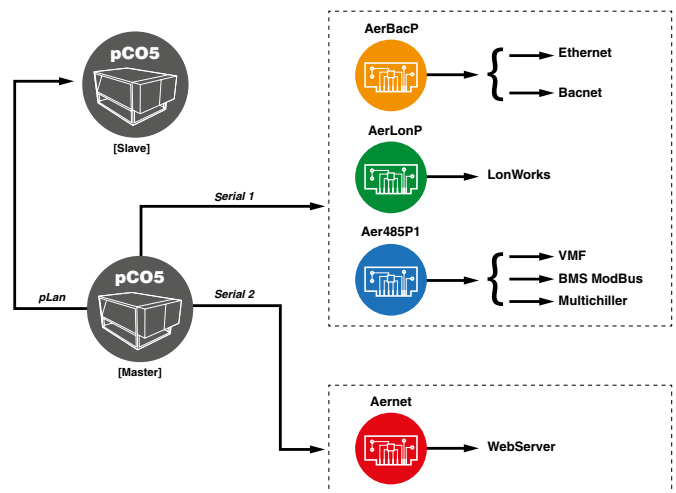 pCO5
[Slave]
Serial 1
pLan
pCO5
Serial 2
[Master]
AerBacP
Ethernet
Bacnet
AerLonP
LonWorks
Aer485P1
VMF
BMS ModBus
Multichiller
Aernet
WebServer